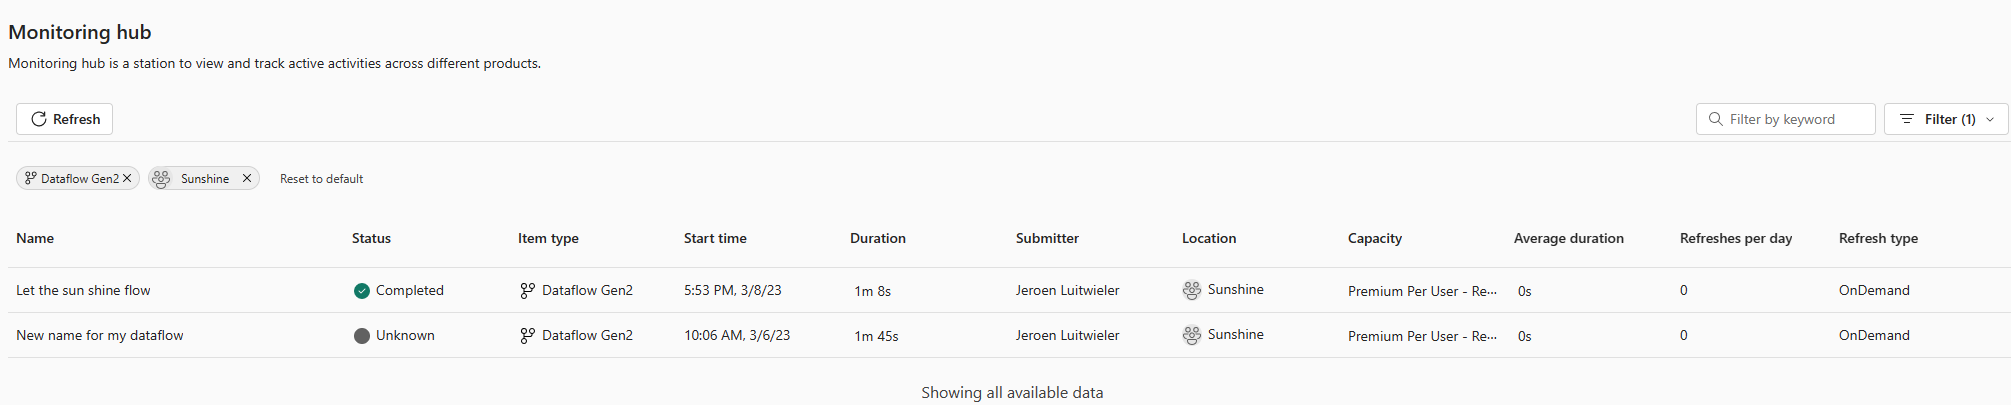 Monitoring hub
Monitoring hub is a station to view and track active activities across different products.
Refresh
Filter by keyword
Filter (1)
Dataflow Gen2
Sunshine
Reset to default
Name Status Item type Start time Duration Submitter Location Capacity Average duration Refreshes per day Refresh type
Let the sun shine flow Completed Dataflow Gen2 5:53 PM, 3/8/23 1m 8s Jeroen Luitwieler Sunshine Premium Per User - Re... 0s 0 OnDemand
New name for my dataflow Unknown Dataflow Gen2 10:06 AM, 3/6/23 1m 45s Jeroen Luitwieler Sunshine Premium Per User - Re... 0s 0 OnDemand
Showing all available data